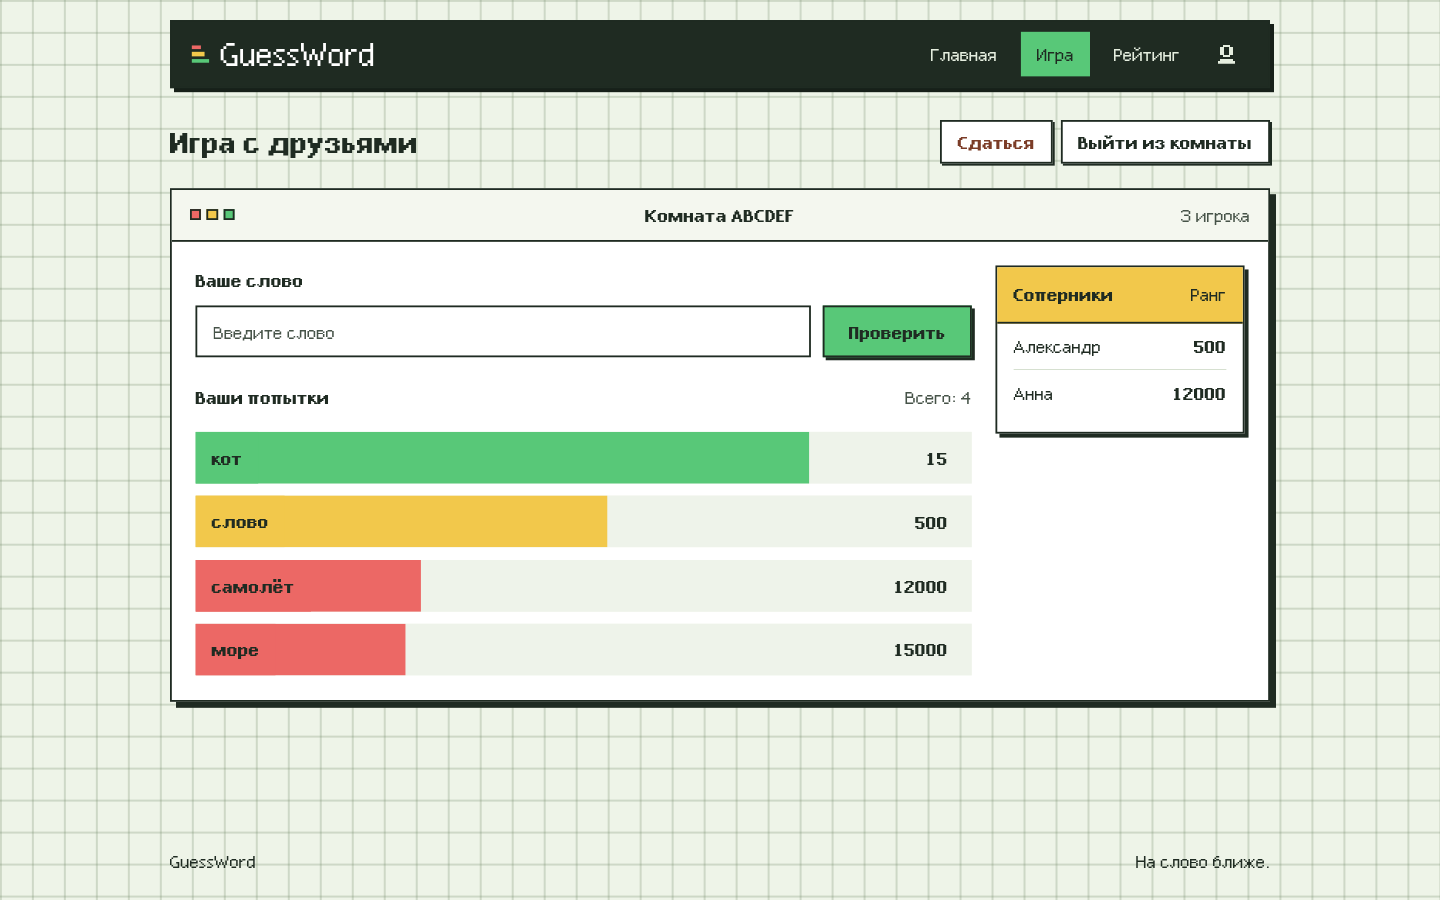 GuessWord
Главная Игра Рейтинг
Игра с друзьями
Сдаться Выйти из комнаты
Комната ABCDEF 3 игрока
Ваше слово
Введите слово Проверить
Ваши попытки Всего: 4
кот 15
слово 500
самолёт 12000
море 15000
Соперники Ранг
Александр 500
Анна 12000
GuessWord На слово ближе.